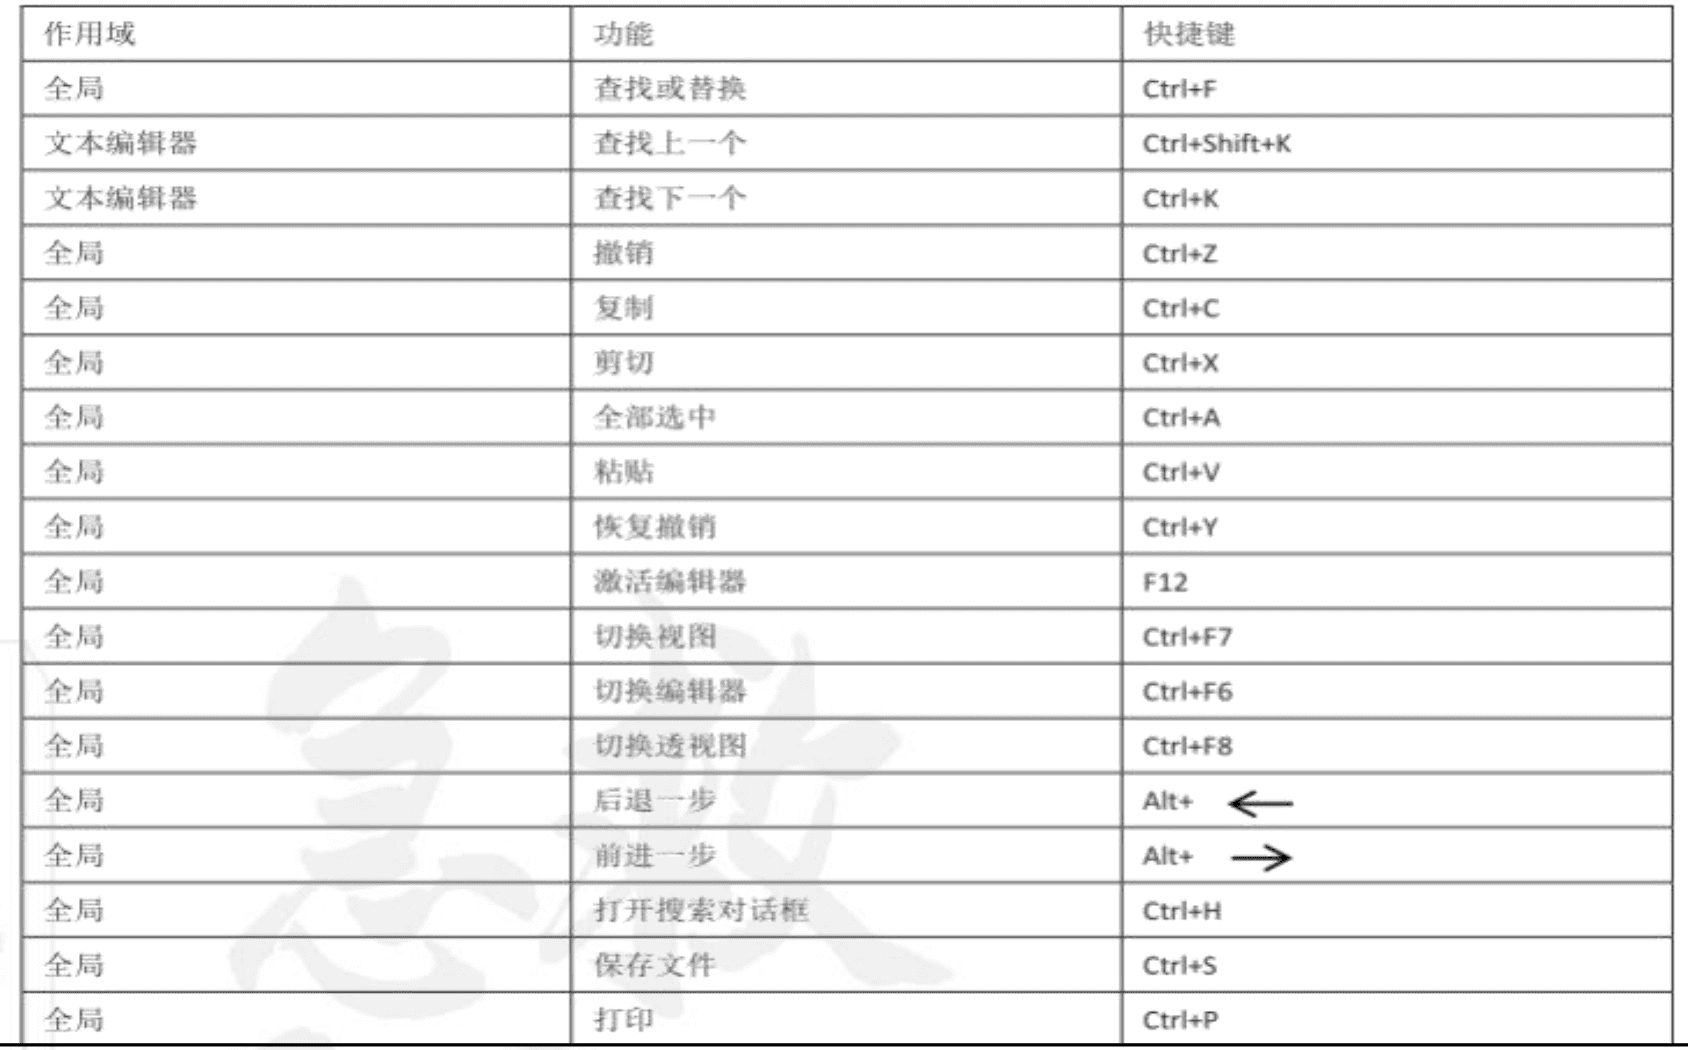 作用域 功能 快捷键
全局 查找或替换 Ctrl+F
文本编辑器 查找上一个 Ctrl+Shift+K
文本编辑器 查找下一个 Ctrl+K
全局 撤销 Ctrl+Z
全局 复制 Ctrl+C
全局 剪切 Ctrl+X
全局 全部选中 Ctrl+A
全局 粘贴 Ctrl+V
全局 恢复撤销 Ctrl+Y
全局 激活编辑器 F12
全局 切换视图 Ctrl+F7
全局 切换编辑器 Ctrl+F6
全局 切换透视图 Ctrl+F8
全局 后退一步 Alt+ ←
全局 前进一步 Alt+ →
全局 打开搜索对话框 Ctrl+H
全局 保存文件 Ctrl+S
全局 打印 Ctrl+P